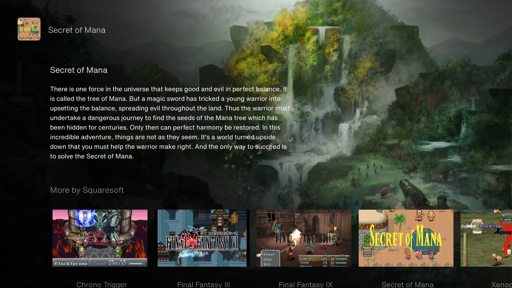 Secret of Mana
Secret of Mana
There is one force in the universe that keeps good and evil in perfect balance. It
is called the tree of Mana. But a magic sword has tricked a young warrior into
upsetting the balance, spreading evil throughout the land. Thus the warrior must
undertake a dangerous journey to find the seeds of the Mana tree which has
been hidden for centuries. Only then can perfect harmony be restored. In this
incredible adventure, things are not as they seem. It's a world turned upside
down that you must help the warrior make right. And the only way to succeed is
to solve the Secret of Mana.
More by Squaresoft
FINAL FANTASY III
Secret of MANA
Chrono Trigger
Final Fantasy III
Final Fantasy IX
Secret of Mana
Xeno